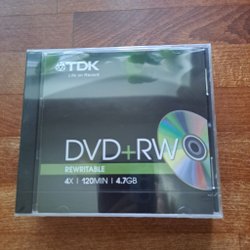 TDK
Life on Record
DVD+RW
REWRITABLE
4X | 120MIN | 4.7GB